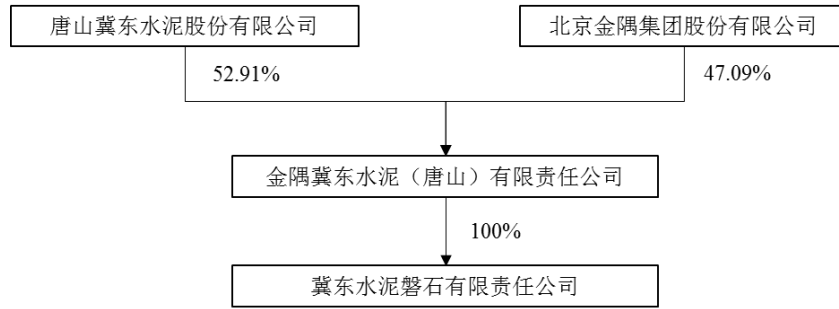 唐山冀东水泥股份有限公司
北京金隅集团股份有限公司
52.91%
47.09%
金隅冀东水泥（唐山）有限责任公司
100%
冀东水泥磐石有限责任公司